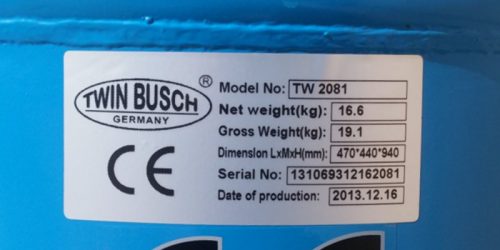 TWIN BUSCH ®
GERMANY
CE
Model No: TW 2081
Net weight(kg): 16.6
Gross Weight(kg): 19.1
Dimension LxMxH(mm): 470*440*940
Serial No: 131069312162081
Date of production: 2013.12.16